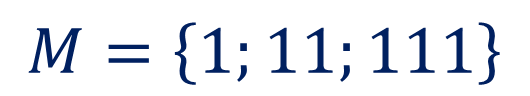 M = {1; 11; 111}